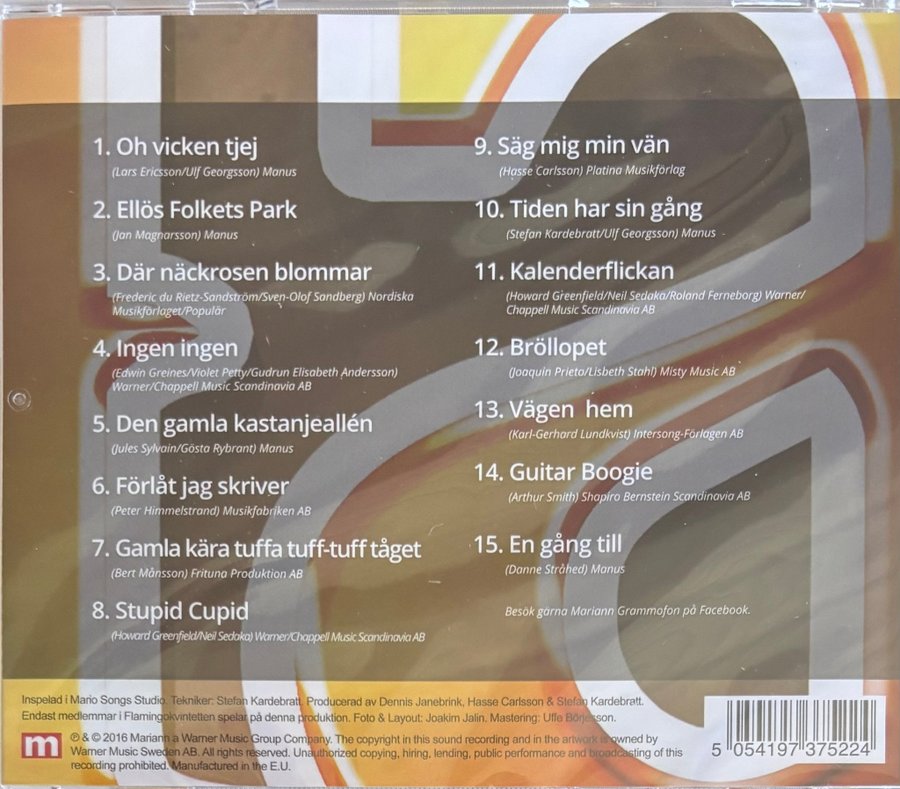 1. Oh vicken tjej
(Lars Ericsson/Ulf Georgsson) Manus
2. Ellös Folkets Park
(Jan Magnarsson) Manus
3. Där näckrosen blommar
(Frederic du Rietz-Sandström/Sven-Olof Sandberg) Nordiska
Musikförlaget/Populär
4. Ingen ingen
(Edwin Greines/Violet Petty/Gudrun Elisabeth Andersson)
Warner/Chappell Music Scandinavia AB
5. Den gamla kastanjeallén
(Jules Sylvain/Gösta Rybrant) Manus
6. Förlåt jag skriver
(Peter Himmelstrand) Musikfabriken AB
7. Gamla kära tuffa tuff-tuff tåget
(Bert Månsson) Frituna Produktion AB
8. Stupid Cupid
(Howard Greenfield/Neil Sedaka) Warner/Chappell Music Scandinavia AB
9. Säg mig min vän
(Hasse Carlsson) Platina Musikförlag
10. Tiden har sin gång
(Stefan Kardebratt/Ulf Georgsson) Manus
11. Kalenderflickan
(Howard Greenfield/Neil Sedaka/Roland Ferneborg) Warner/
Chappell Music Scandinavia AB
12. Bröllopet
(Joaquin Prieto/Lisbeth Stahl) Misty Music AB
13. Vägen hem
(Karl-Gerhard Lundkvist) Intersong-Förlagen AB
14. Guitar Boogie
(Arthur Smith) Shapiro Bernstein Scandinavia AB
15. En gång till
(Danne Stråhed) Manus
Besök gärna Mariann Grammofon på Facebook.
Inspelad i Mario Songs Studio. Tekniker: Stefan Kardebratt. Producerad av Dennis Janebrink, Hasse Carlsson & Stefan Kardebratt.
Endast medlemmar i Flamingokvintetten spelar på denna produktion. Foto & Layout: Joakim Jalin. Mastering: Uffe Börjesson.
m
℗ & © 2016 Mariann a Warner Music Group Company. The copyright in this sound recording and in the artwork is owned by
Warner Music Sweden AB. All rights reserved. Unauthorized copying, hiring, lending, public performance and broadcasting of this
recording prohibited. Manufactured in the E.U.
5 054197 375224